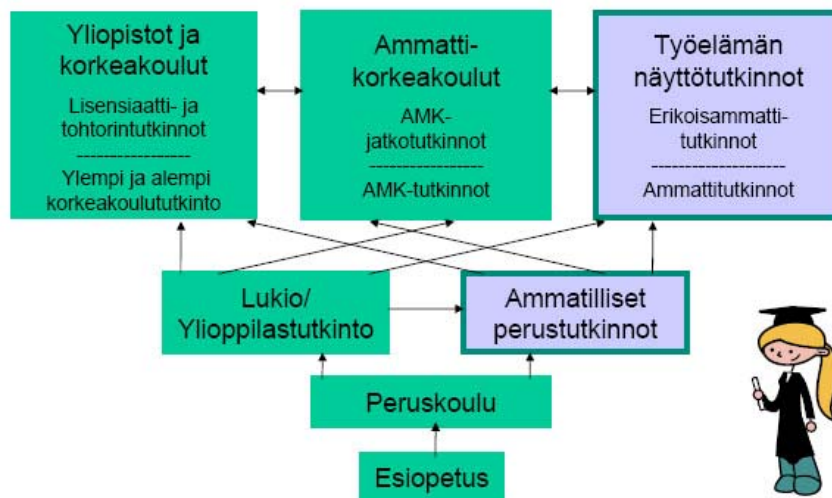 Yliopistot ja
korkeakoulut
Lisensiaatti- ja
tohtorintutkinnot
------------------
Ylempi ja alempi
korkeakoulututkinto
Ammatti-
korkeakoulut
AMK-
jatkotutkinnot
------------------
AMK-tutkinnot
Työelämän
näyttötutkinnot
Erikoisammatti-
tutkinnot
---------------------
Ammattitutkinnot
Lukio/
Ylioppilastutkinto
Ammatilliset
perustutkinnot
Peruskoulu
Esiopetus